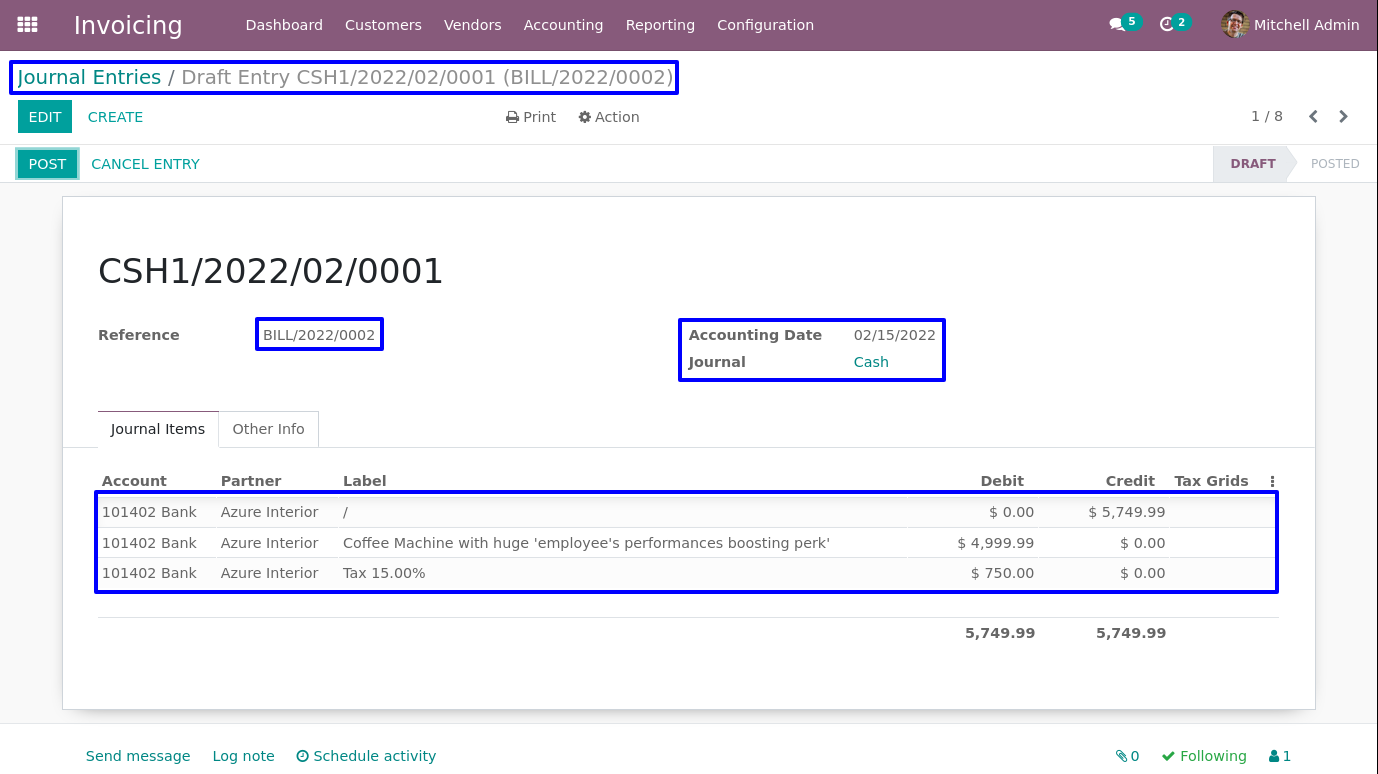 Invoicing Dashboard Customers Vendors Accounting Reporting Configuration 5 2 Mitchell Admin
Journal Entries / Draft Entry CSH1/2022/02/0001 (BILL/2022/0002)
EDIT CREATE Print Action 1 / 8
POST CANCEL ENTRY DRAFT POSTED
CSH1/2022/02/0001
Reference BILL/2022/0002 Accounting Date 02/15/2022
Journal Cash
Journal Items Other Info
Account Partner Label Debit Credit Tax Grids
101402 Bank Azure Interior / $ 0.00 $ 5,749.99
101402 Bank Azure Interior Coffee Machine with huge 'employee's performances boosting perk' $ 4,999.99 $ 0.00
101402 Bank Azure Interior Tax 15.00% $ 750.00 $ 0.00
5,749.99 5,749.99
Send message Log note Schedule activity 0 Following 1